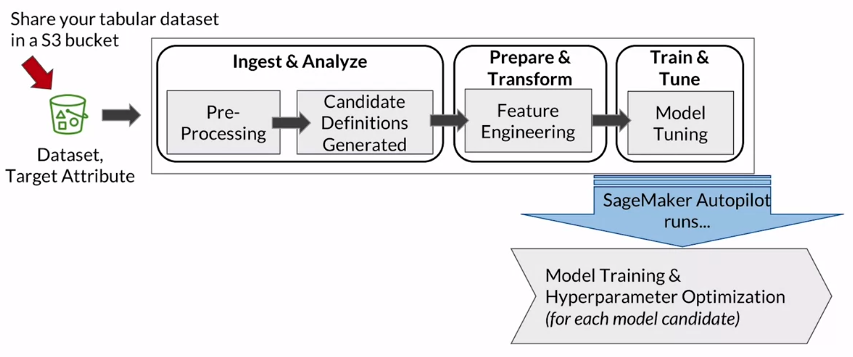 Share your tabular dataset
in a S3 bucket
Dataset,
Target Attribute
Ingest & Analyze
Pre-
Processing
Candidate
Definitions
Generated
Prepare &
Transform
Feature
Engineering
Train &
Tune
Model
Tuning
SageMaker Autopilot
runs...
Model Training &
Hyperparameter Optimization
(for each model candidate)